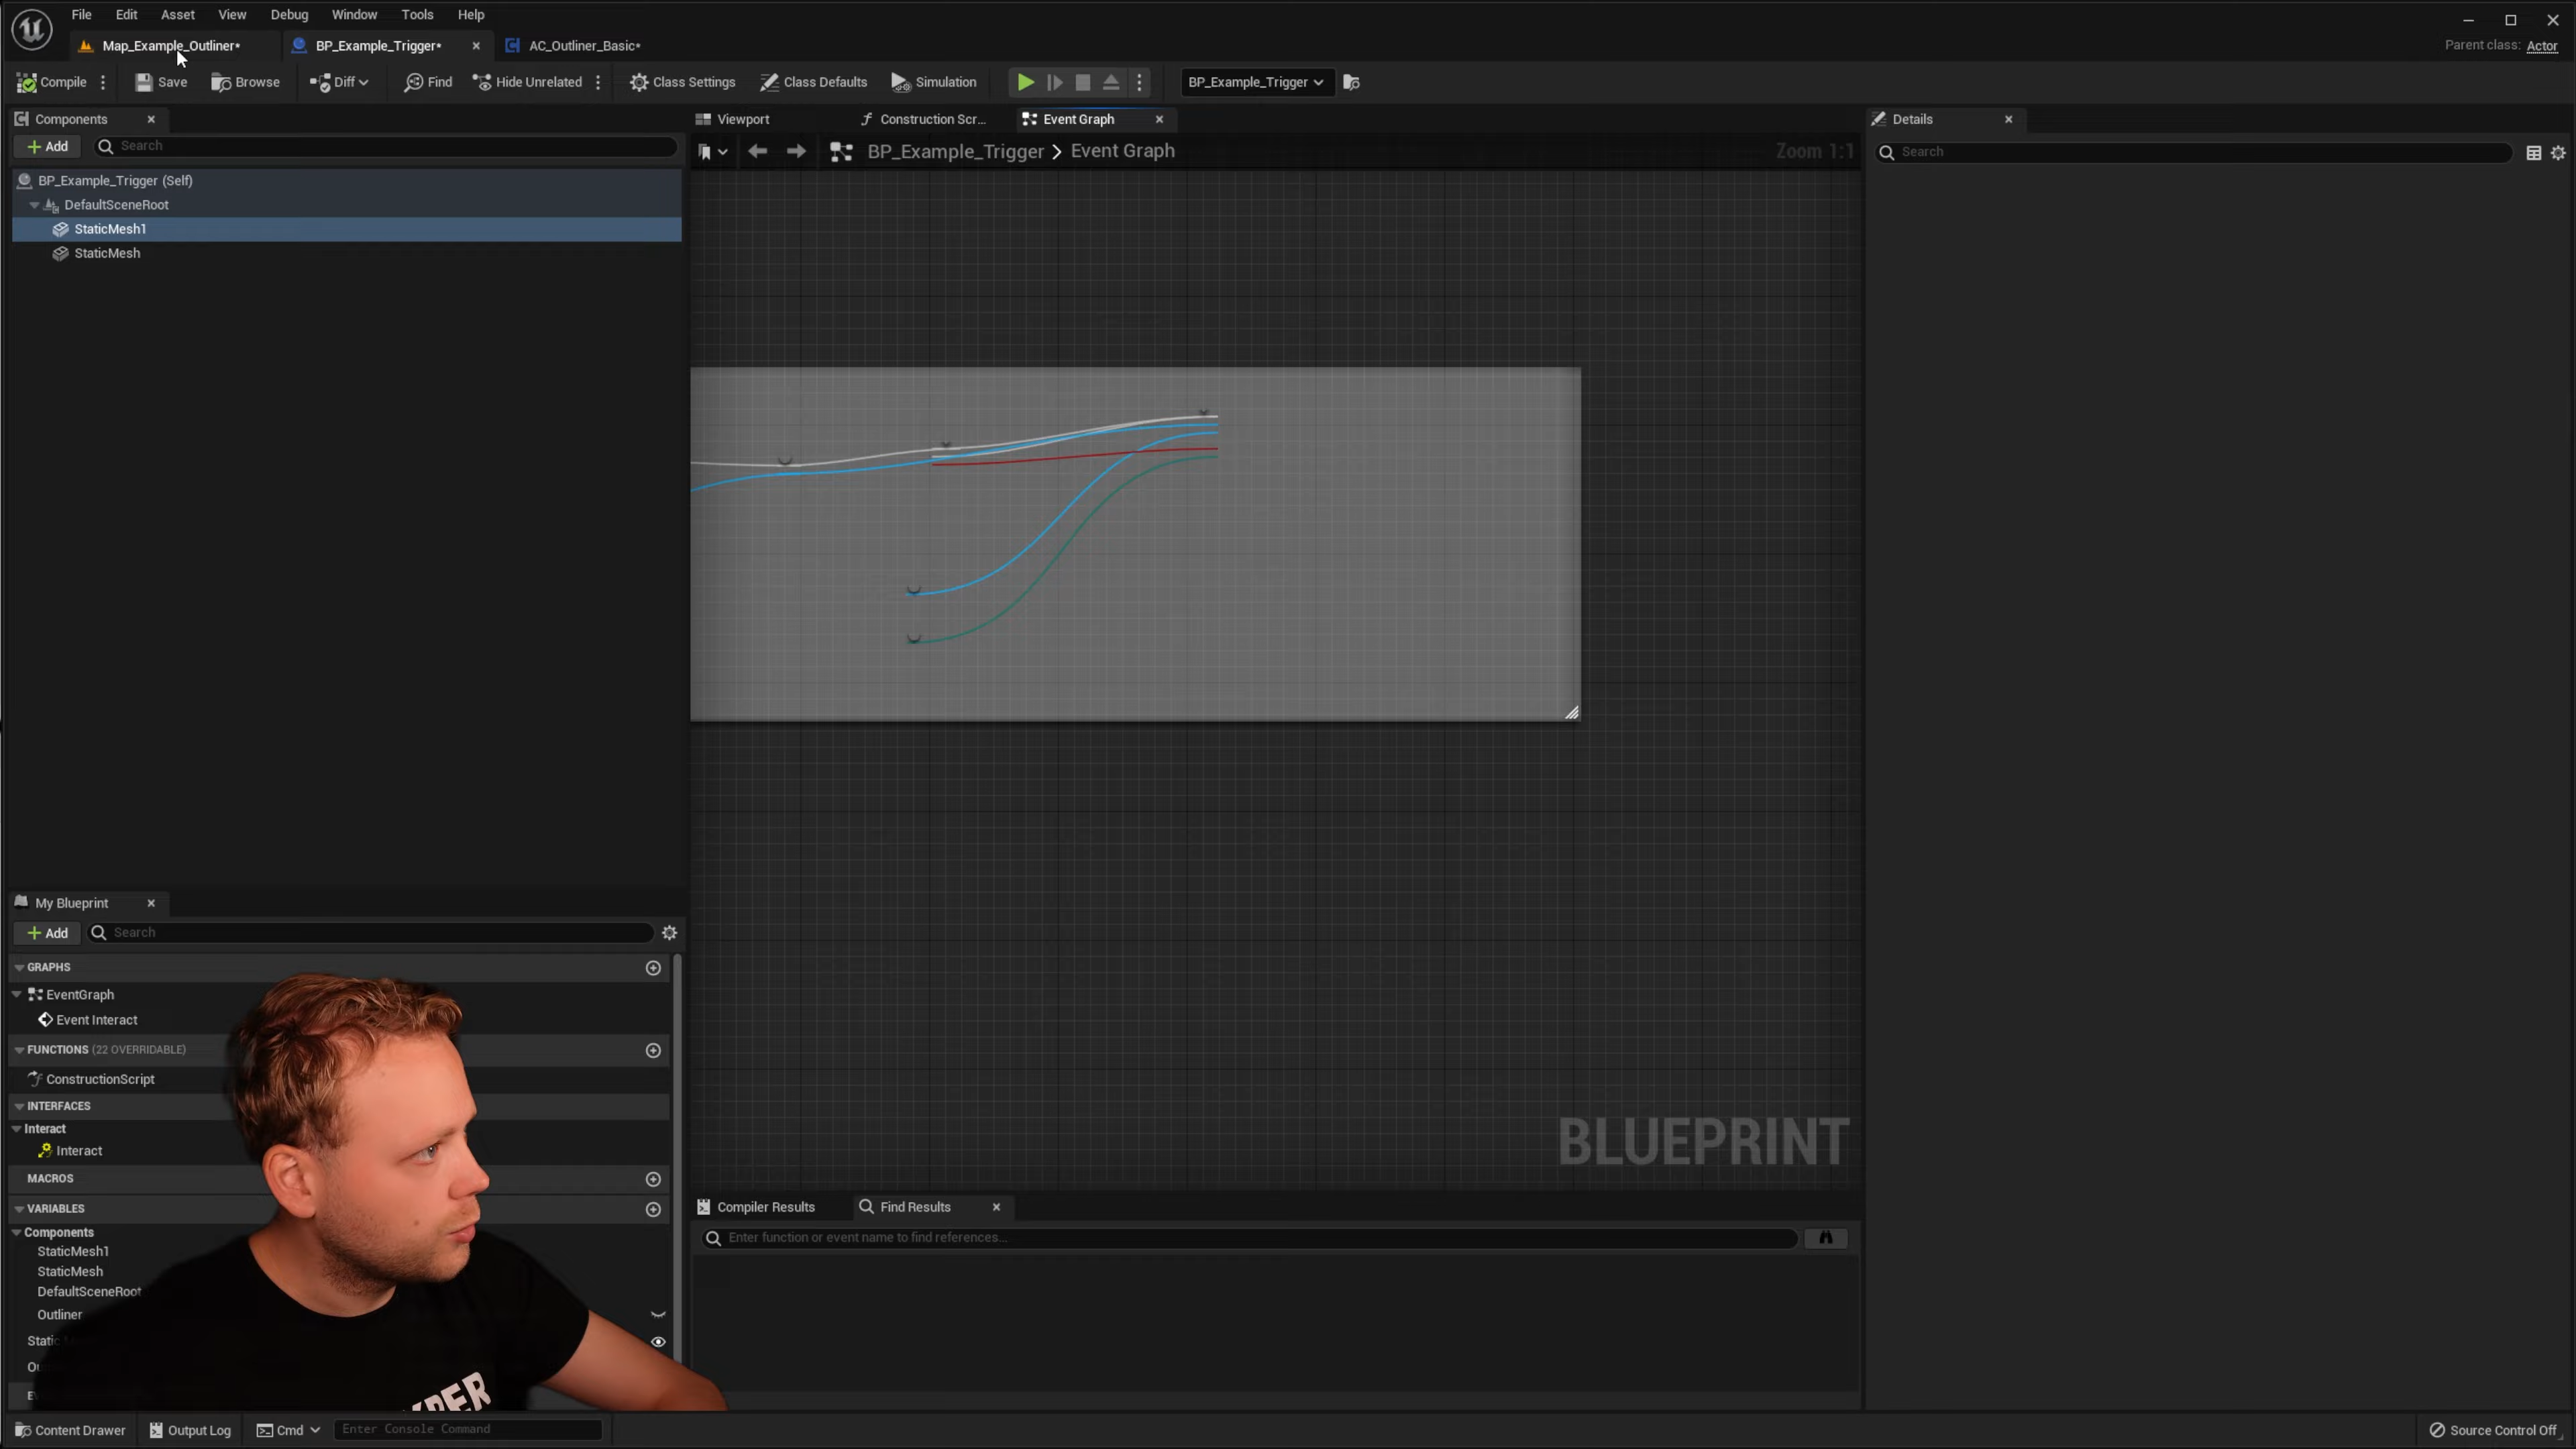 File Edit Asset View Debug Window Tools Help
Map_Example_Outliner* BP_Example_Trigger* AC_Outliner_Basic* Parent class: Actor
Compile Save Browse Diff Find Hide Unrelated Class Settings Class Defaults Simulation BP_Example_Trigger
Components Viewport Construction Scr... Event Graph Details
Add Search BP_Example_Trigger > Event Graph Zoom 1:1 Search
BP_Example_Trigger (Self)
DefaultSceneRoot
StaticMesh1
StaticMesh
My Blueprint
Add Search
GRAPHS
EventGraph
Event Interact
FUNCTIONS (22 OVERRIDABLE)
ConstructionScript
INTERFACES
Interact
Interact
MACROS
VARIABLES
Components
StaticMesh1
StaticMesh
DefaultSceneRoot
Outliner
BLUEPRINT
Compiler Results Find Results
Enter function or event name to find references...
Content Drawer Output Log Cmd Enter Console Command Source Control Off